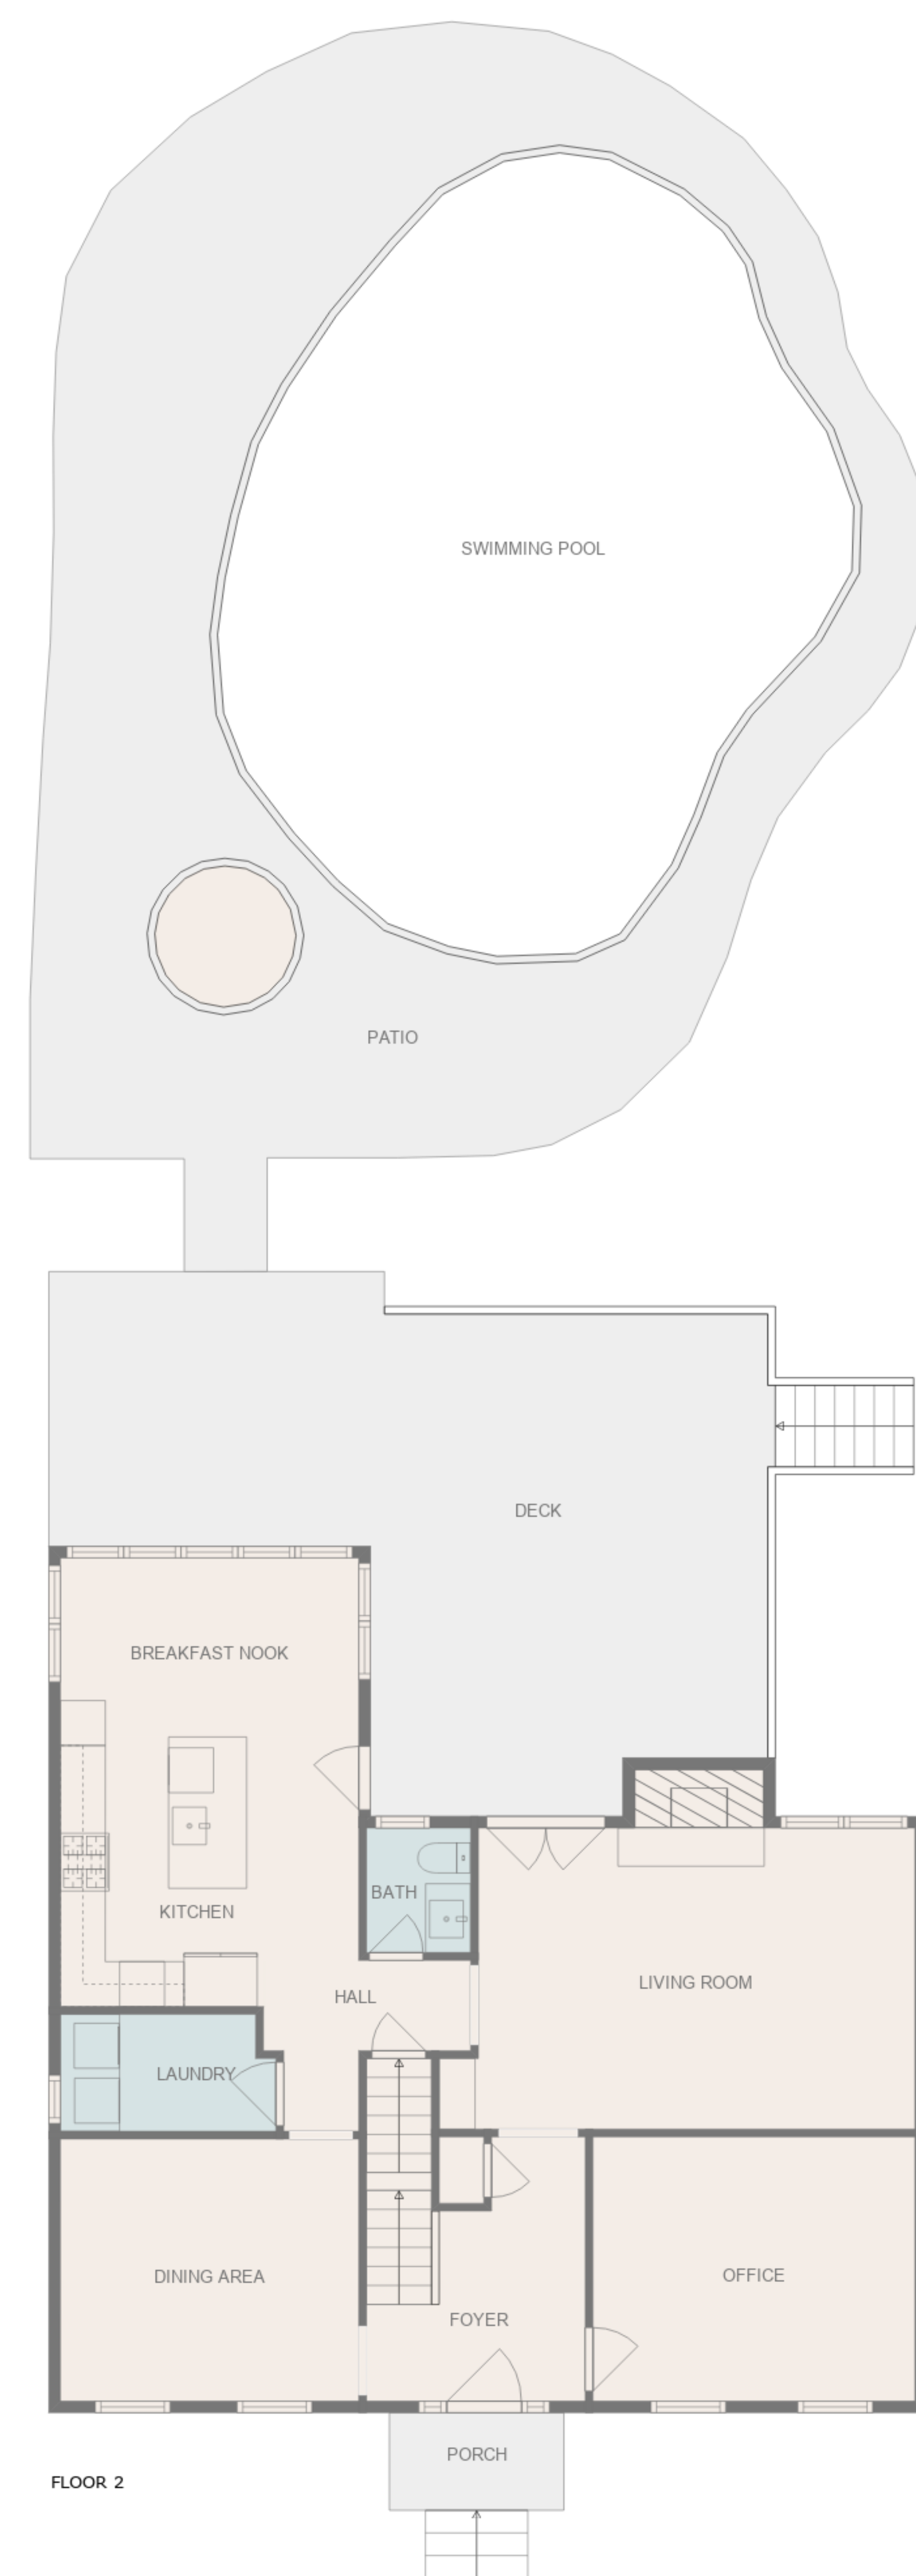 SWIMMING POOL
PATIO
DECK
BREAKFAST NOOK
BATH
KITCHEN
LIVING ROOM
HALL
LAUNDRY
DINING AREA
OFFICE
FOYER
PORCH
FLOOR 2